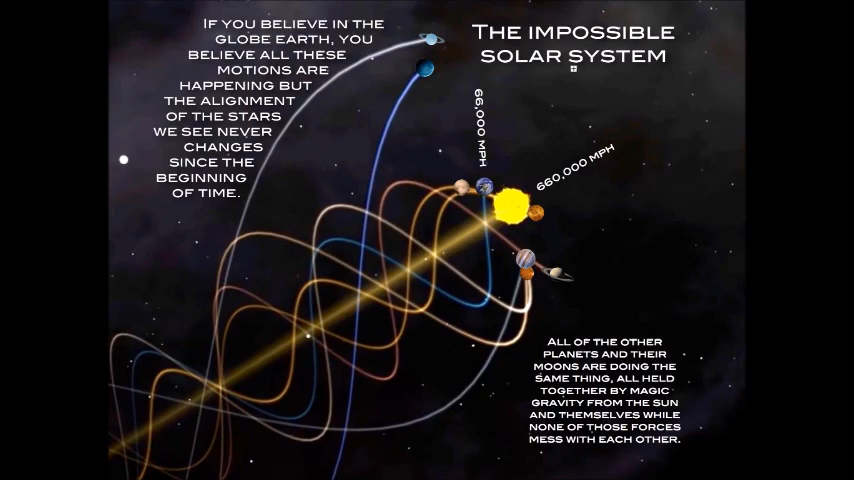 If you believe in the
globe Earth, you
believe all these
motions are
happening but
the alignment
of the stars
we see never
changes
since the
beginning
of time.
The impossible
solar system
66,000 mph
660,000 mph
All of the other
planets and their
moons are doing the
same thing, all held
together by magic
gravity from the sun
and themselves while
none of those forces
mess with each other.